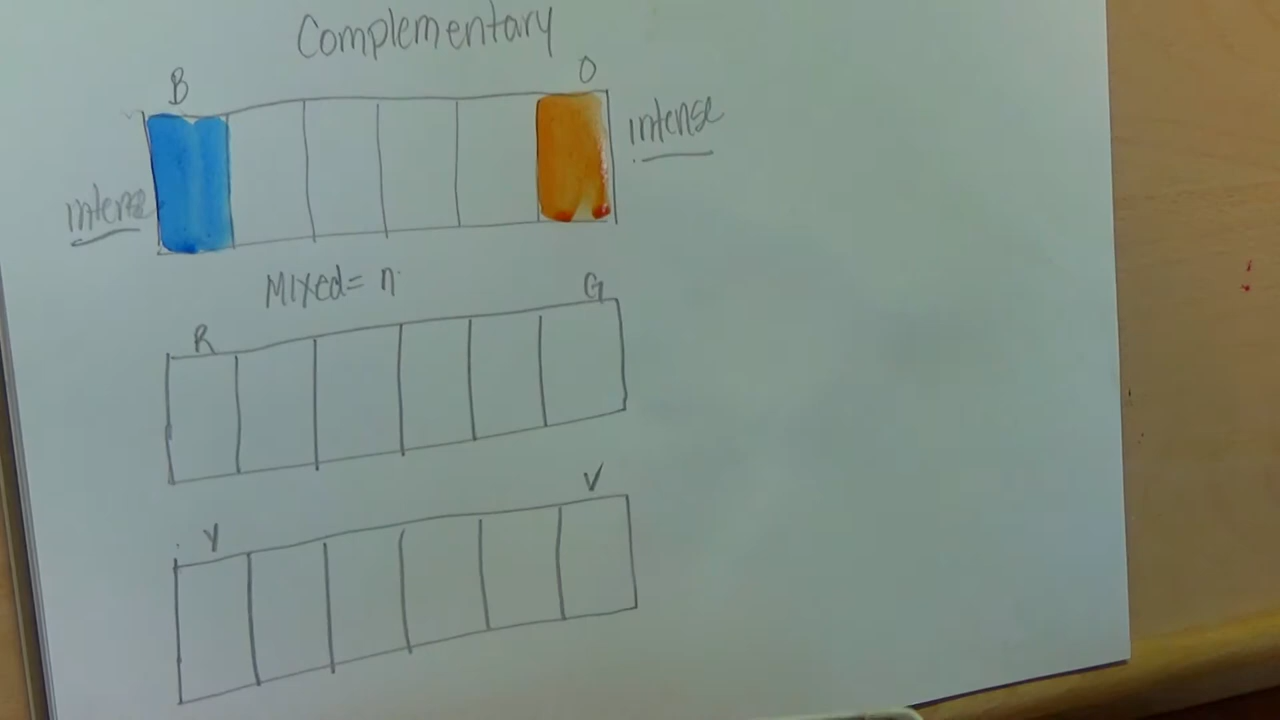 Complementary
B O
intense
intense
Mixed= n
R G
Y V